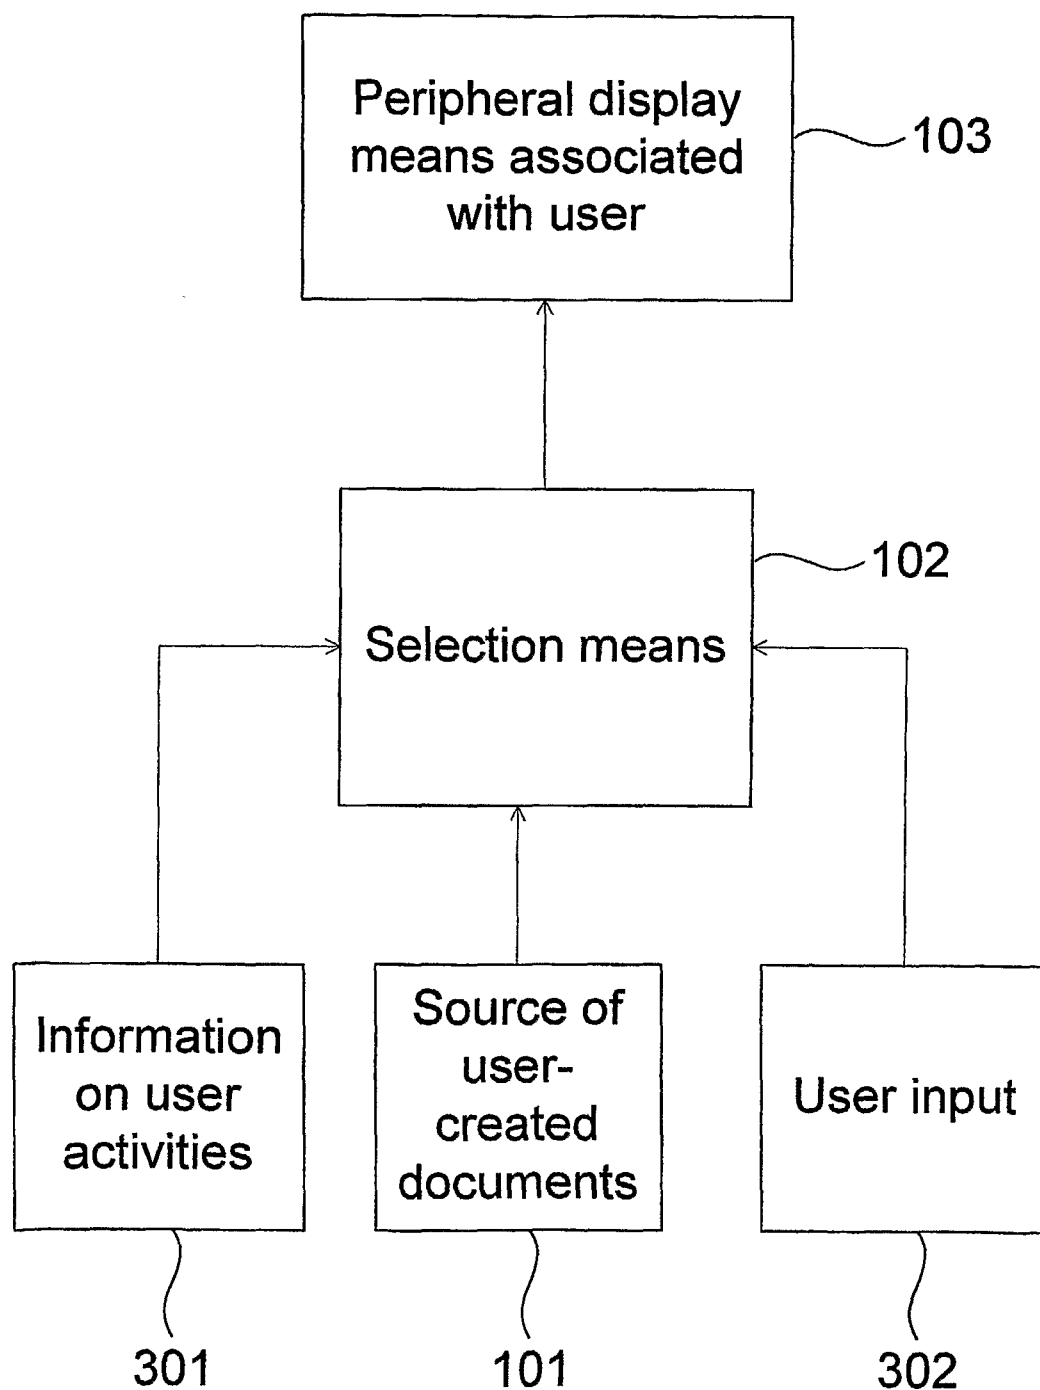 Peripheral display
means associated
with user
103
102
Selection means
Information
on user
activities
Source of
user-
created
documents
User input
301
101
302